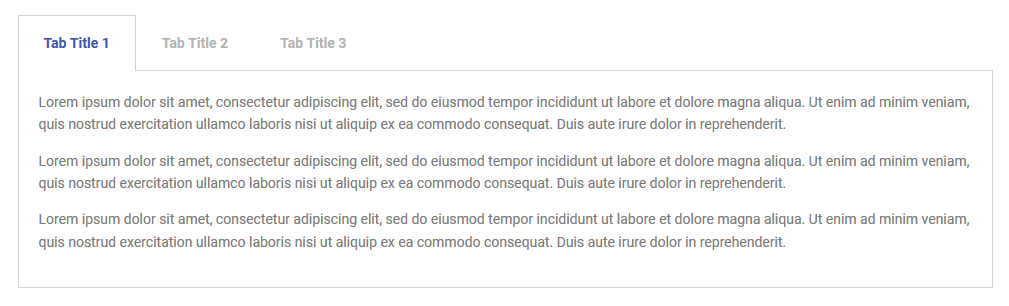 Tab Title 1 Tab Title 2 Tab Title 3
Lorem ipsum dolor sit amet, consectetur adipiscing elit, sed do eiusmod tempor incididunt ut labore et dolore magna aliqua. Ut enim ad minim veniam,
quis nostrud exercitation ullamco laboris nisi ut aliquip ex ea commodo consequat. Duis aute irure dolor in reprehenderit.
Lorem ipsum dolor sit amet, consectetur adipiscing elit, sed do eiusmod tempor incididunt ut labore et dolore magna aliqua. Ut enim ad minim veniam,
quis nostrud exercitation ullamco laboris nisi ut aliquip ex ea commodo consequat. Duis aute irure dolor in reprehenderit.
Lorem ipsum dolor sit amet, consectetur adipiscing elit, sed do eiusmod tempor incididunt ut labore et dolore magna aliqua. Ut enim ad minim veniam,
quis nostrud exercitation ullamco laboris nisi ut aliquip ex ea commodo consequat. Duis aute irure dolor in reprehenderit.